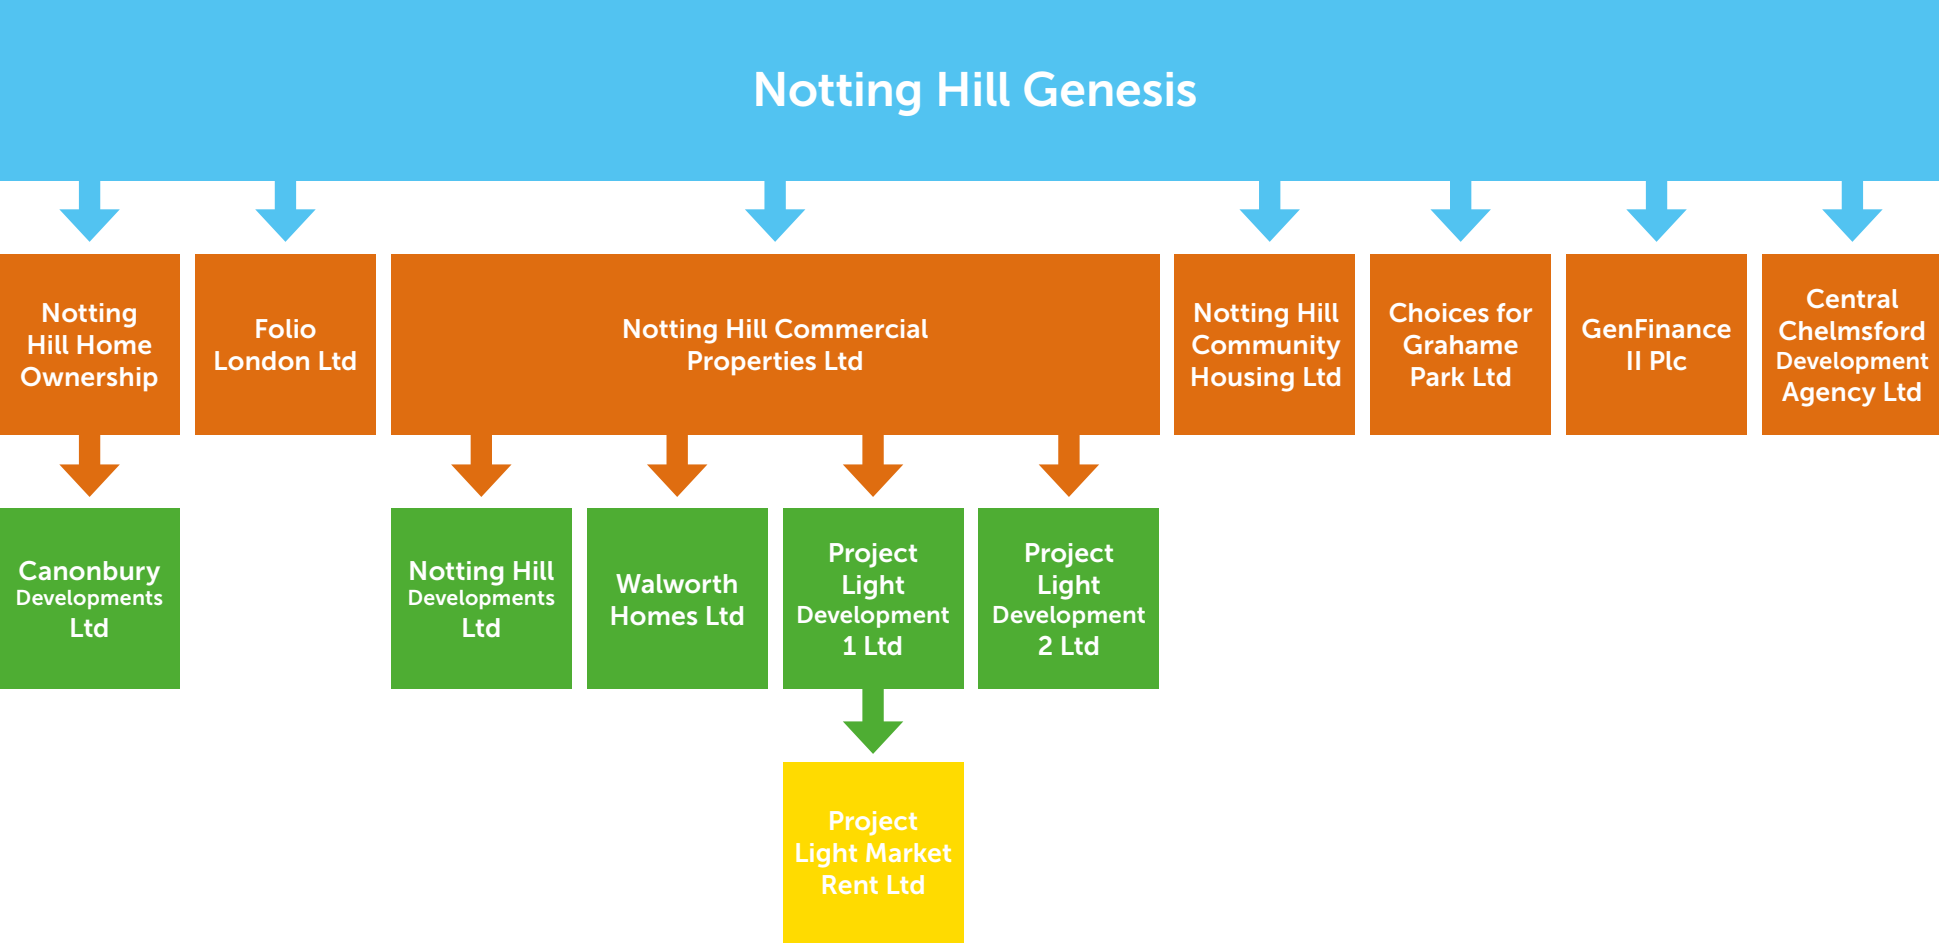 Notting Hill Genesis
Notting
Hill Home
Ownership
Folio
London Ltd
Notting Hill Commercial
Properties Ltd
Notting Hill
Community
Housing Ltd
Choices for
Grahame
Park Ltd
GenFinance
II Plc
Central
Chelmsford
Development
Agency Ltd
Canonbury
Developments
Ltd
Notting Hill
Developments
Ltd
Walworth
Homes Ltd
Project
Light
Development
1 Ltd
Project
Light
Development
2 Ltd
Project
Light Market
Rent Ltd